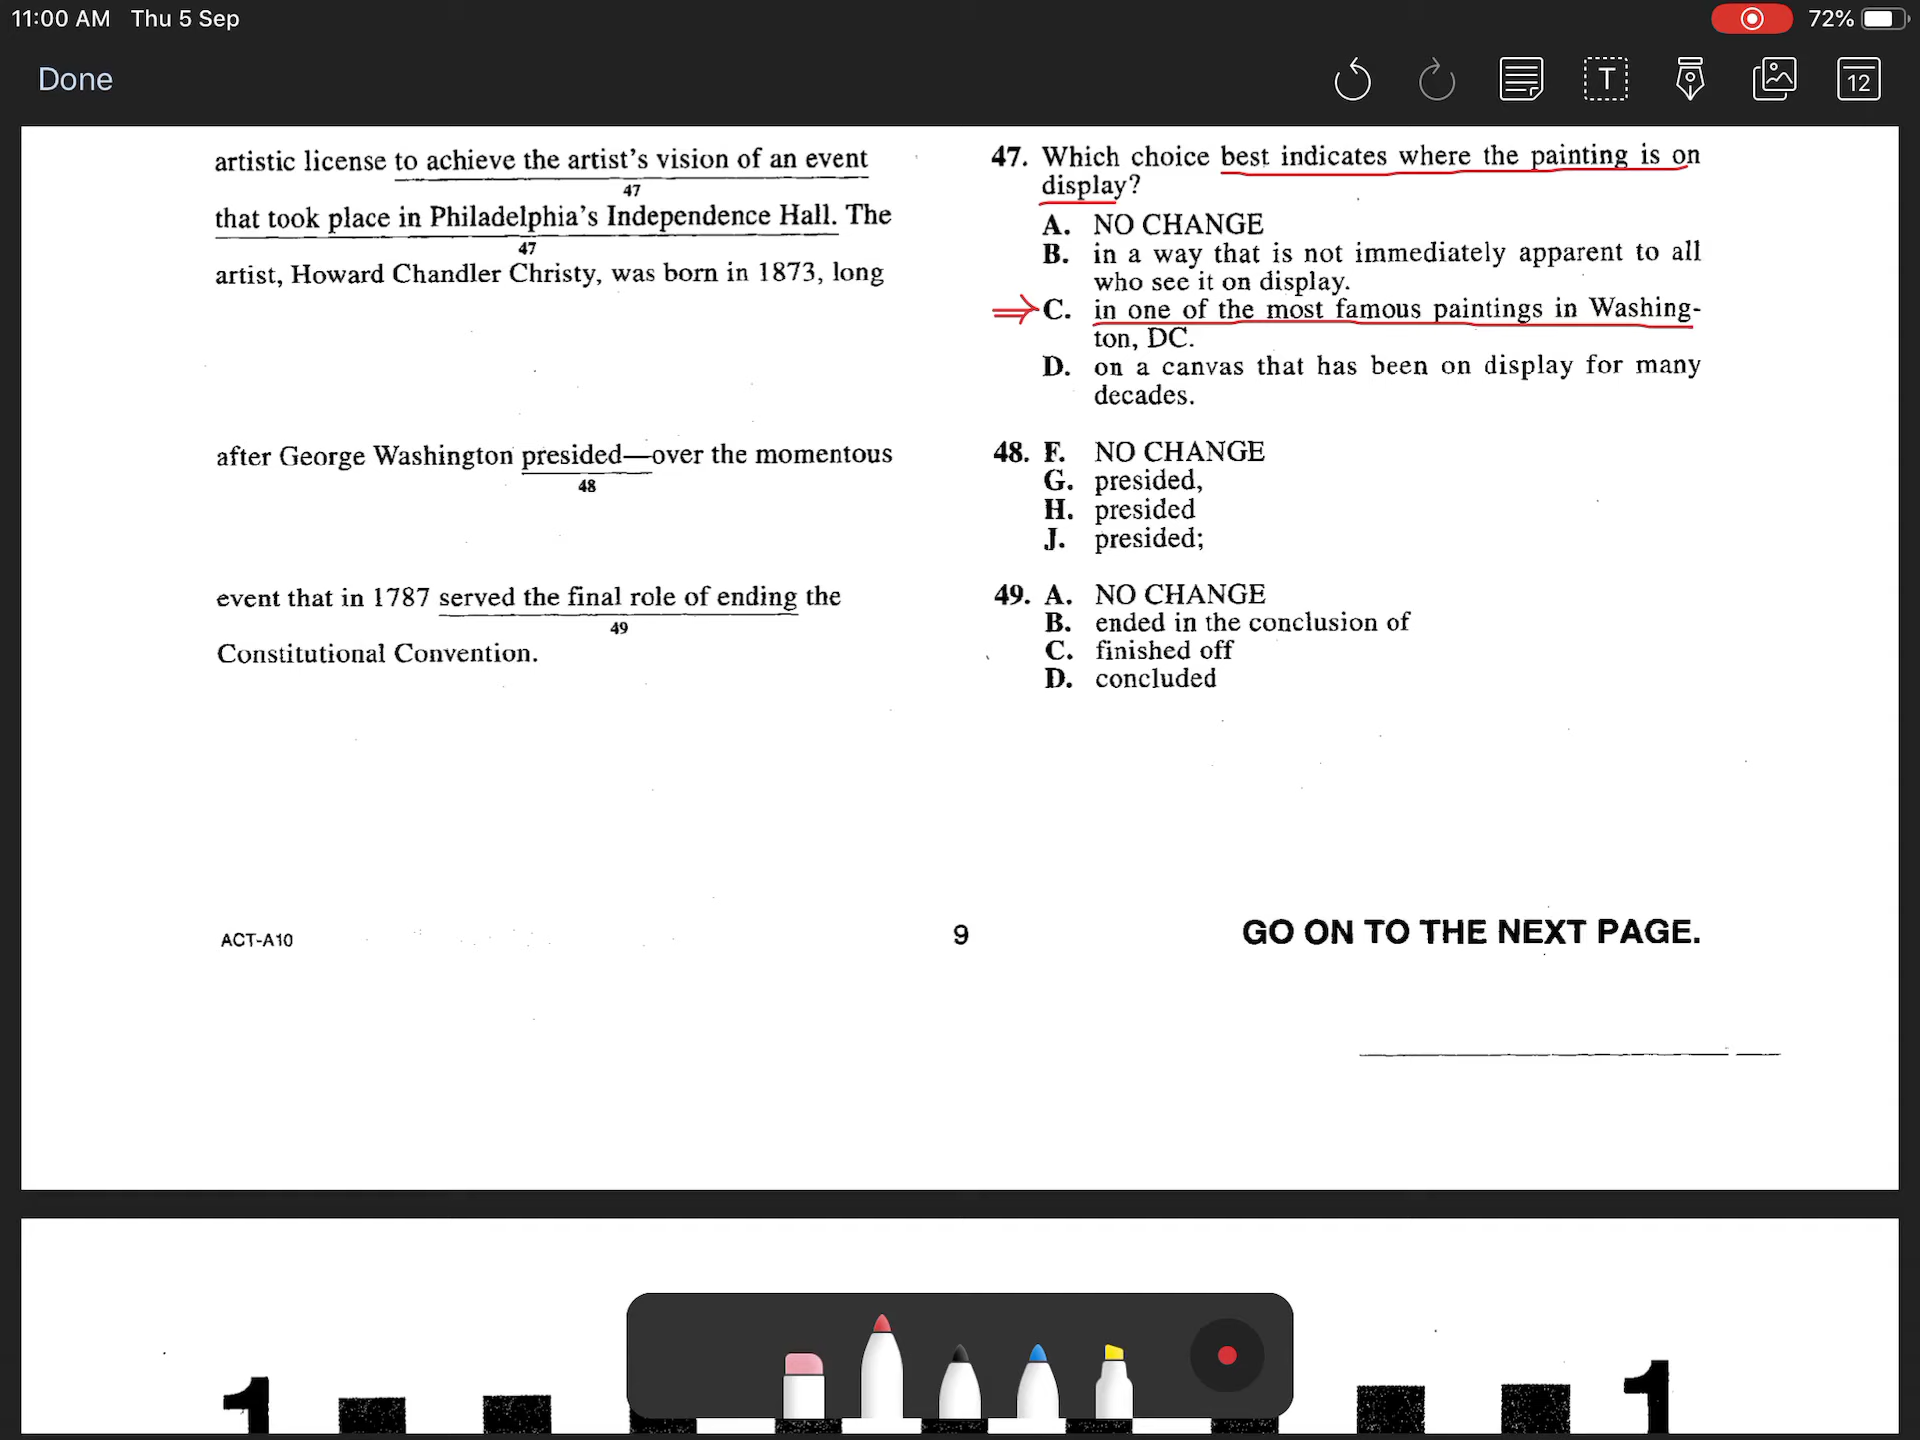 11:00 AM Thu 5 Sep
72%
Done
T
12
artistic license to achieve the artist's vision of an event
47
that took place in Philadelphia's Independence Hall. The
47
artist, Howard Chandler Christy, was born in 1873, long
after George Washington presided—over the momentous
48
event that in 1787 served the final role of ending the
49
Constitutional Convention.
47. Which choice best indicates where the painting is on
display?
A. NO CHANGE
B. in a way that is not immediately apparent to all
who see it on display.
C. in one of the most famous paintings in Washing-
ton, DC.
D. on a canvas that has been on display for many
decades.
48. F. NO CHANGE
G. presided,
H. presided
J. presided;
49. A. NO CHANGE
B. ended in the conclusion of
C. finished off
D. concluded
ACT-A10
9
GO ON TO THE NEXT PAGE.
1
1